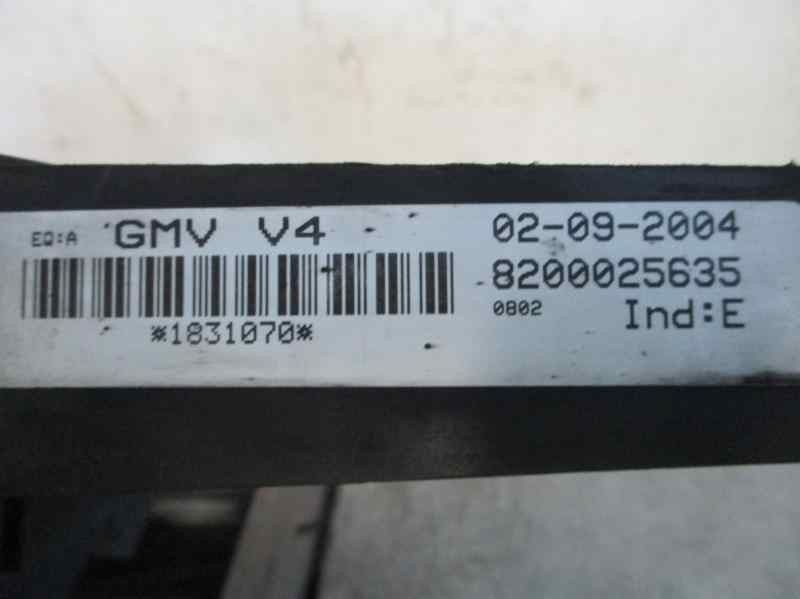 EQ:A GMV V4 02-09-2004
8200025635
0802 Ind:E
*1831070*